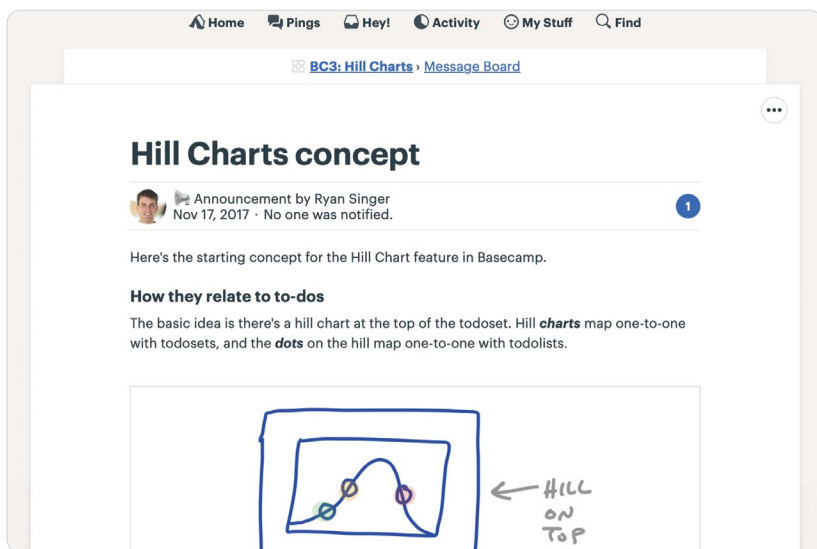 Home Pings Hey! Activity My Stuff Find
BC3: Hill Charts › Message Board
Hill Charts concept
Announcement by Ryan Singer
Nov 17, 2017 · No one was notified.
1
Here's the starting concept for the Hill Chart feature in Basecamp.
How they relate to to-dos
The basic idea is there's a hill chart at the top of the todoset. Hill charts map one-to-one
with todosets, and the dots on the hill map one-to-one with todolists.
HILL
ON
TOP